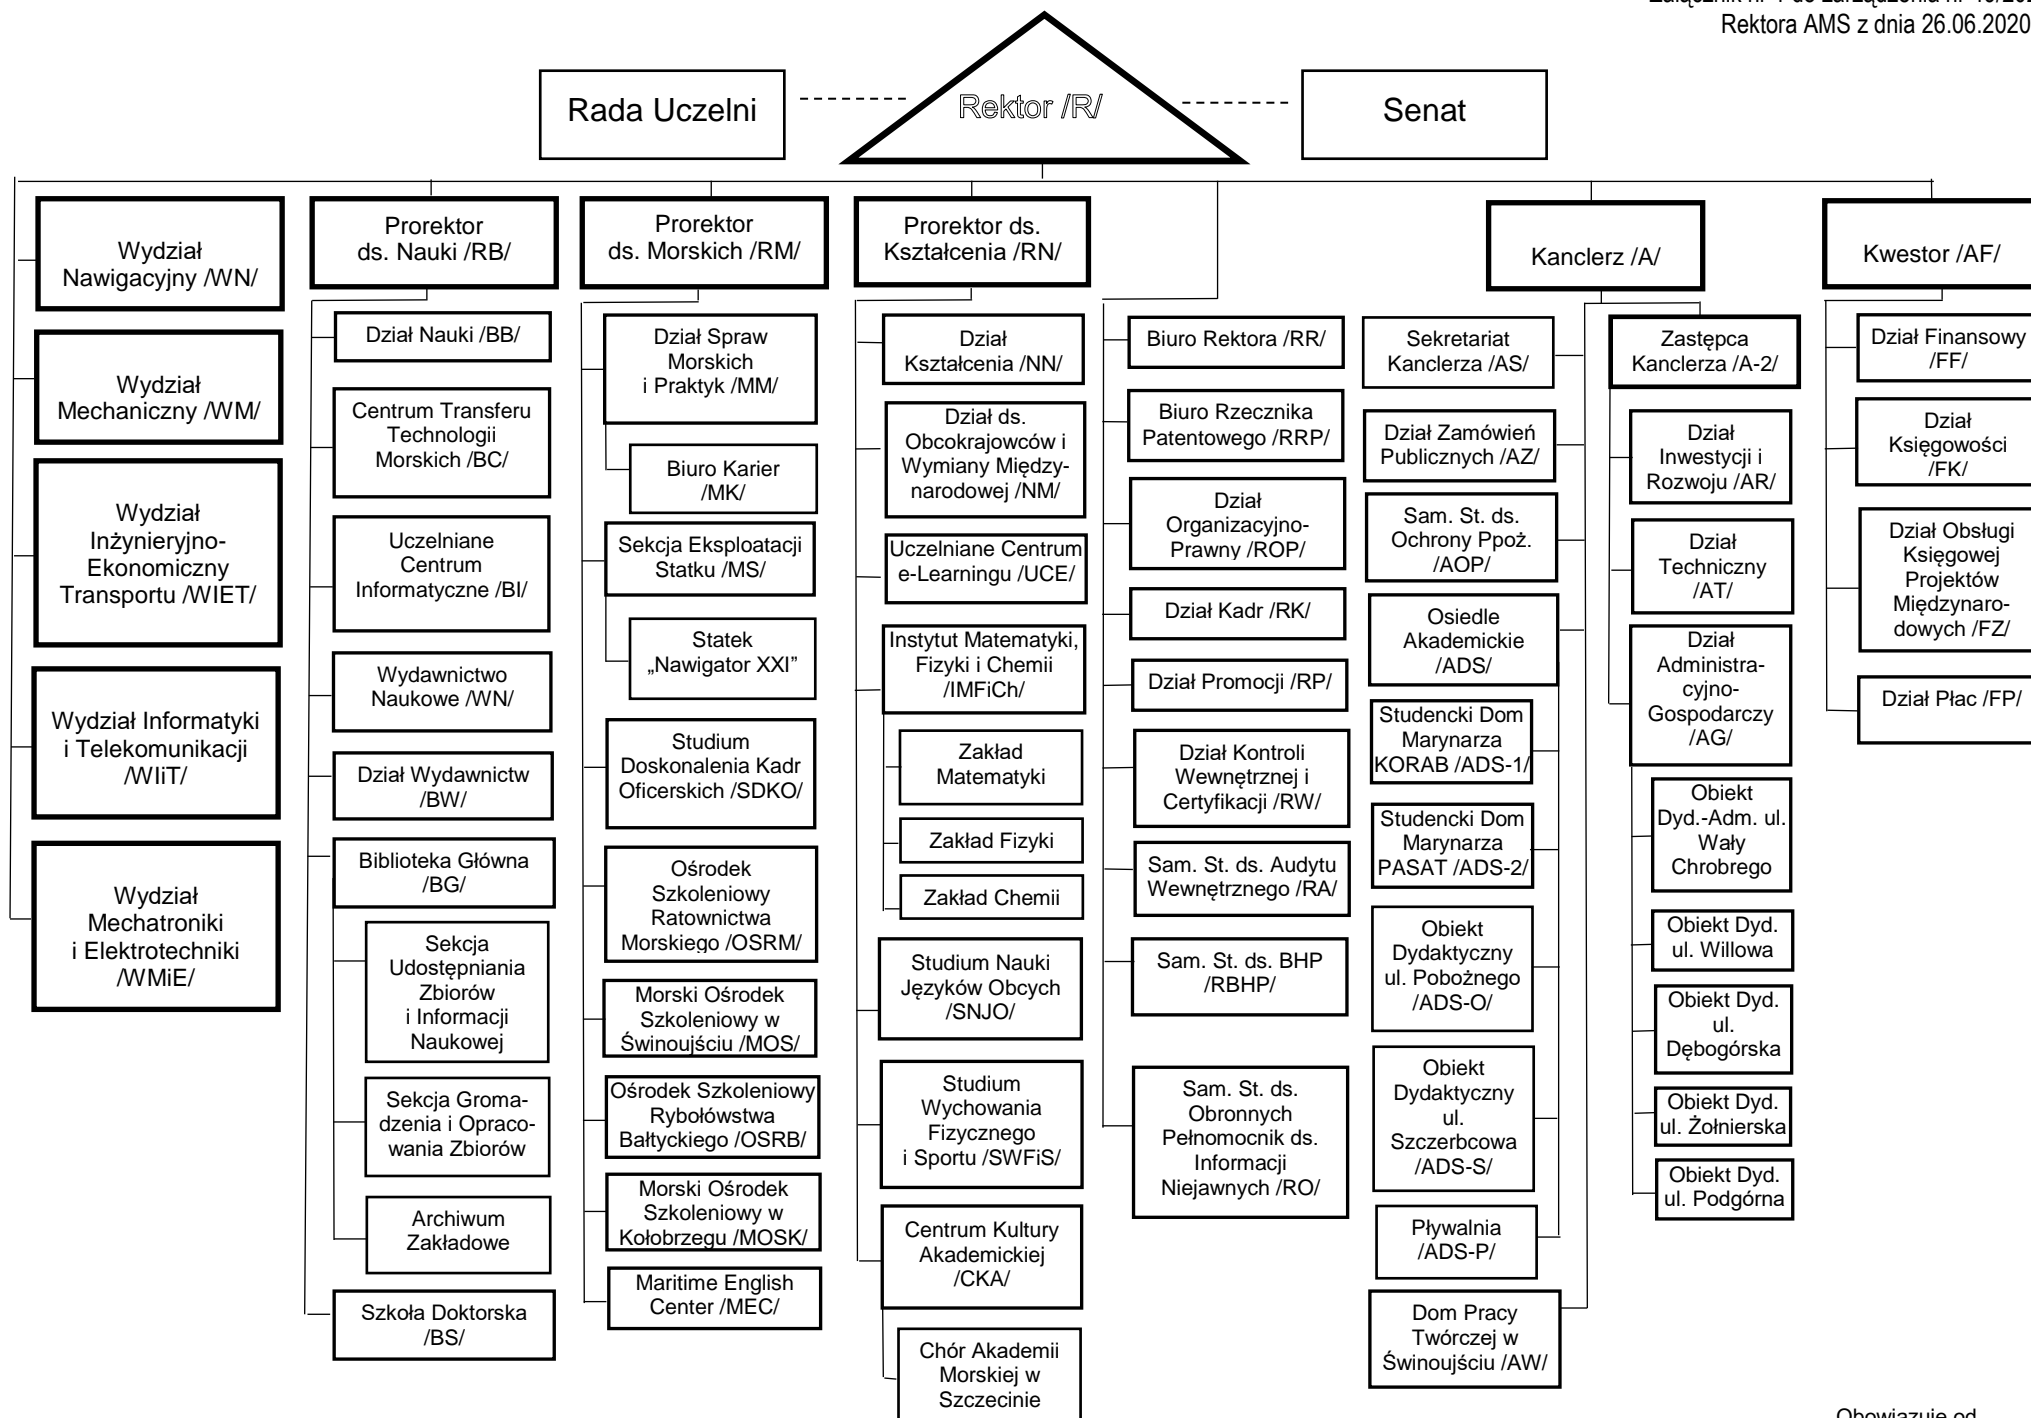 Rektora AMS z dnia 26.06.2020
Rada Uczelni
Rektor /R/
Senat
Wydział
Nawigacyjny /WN/
Wydział
Mechaniczny /WM/
Wydział
Inżynieryjno-
Ekonomiczny
Transportu /WIET/
Wydział Informatyki
i Telekomunikacji
/WIiT/
Wydział
Mechatroniki
i Elektrotechniki
/WMiE/
Prorektor
ds. Nauki /RB/
Dział Nauki /BB/
Centrum Transferu
Technologii
Morskich /BC/
Uczelniane
Centrum
Informatyczne /BI/
Wydawnictwo
Naukowe /WN/
Dział Wydawnictw
/BW/
Biblioteka Główna
/BG/
Sekcja
Udostępniania
Zbiorów
i Informacji
Naukowej
Sekcja Groma-
dzenia i Opraco-
wania Zbiorów
Archiwum
Zakładowe
Szkoła Doktorska
/BS/
Prorektor
ds. Morskich /RM/
Dział Spraw
Morskich
i Praktyk /MM/
Biuro Karier
/MK/
Sekcja Eksploatacji
Statku /MS/
Statek
„Nawigator XXI”
Studium
Doskonalenia Kadr
Oficerskich /SDKO/
Ośrodek
Szkoleniowy
Ratownictwa
Morskiego /OSRM/
Morski Ośrodek
Szkoleniowy w
Świnoujściu /MOS/
Ośrodek Szkoleniowy
Rybołówstwa
Bałtyckiego /OSRB/
Morski Ośrodek
Szkoleniowy w
Kołobrzegu /MOSK/
Maritime English
Center /MEC/
Prorektor ds.
Kształcenia /RN/
Dział
Kształcenia /NN/
Dział ds.
Obcokrajowców i
Wymiany Między-
narodowej /NM/
Uczelniane Centrum
e-Learningu /UCE/
Instytut Matematyki,
Fizyki i Chemii
/IMFiCh/
Zakład
Matematyki
Zakład Fizyki
Zakład Chemii
Studium Nauki
Języków Obcych
/SNJO/
Studium
Wychowania
Fizycznego
i Sportu /SWFiS/
Centrum Kultury
Akademickiej
/CKA/
Chór Akademii
Morskiej w
Szczecinie
Biuro Rektora /RR/
Biuro Rzecznika
Patentowego /RRP/
Dział
Organizacyjno-
Prawny /ROP/
Dział Kadr /RK/
Dział Promocji /RP/
Dział Kontroli
Wewnętrznej i
Certyfikacji /RW/
Sam. St. ds. Audytu
Wewnętrznego /RA/
Sam. St. ds. BHP
/RBHP/
Sam. St. ds.
Obronnych
Pełnomocnik ds.
Informacji
Niejawnych /RO/
Kanclerz /A/
Sekretariat
Kanclerza /AS/
Dział Zamówień
Publicznych /AZ/
Sam. St. ds.
Ochrony Ppoż.
/AOP/
Osiedle
Akademickie
/ADS/
Studencki Dom
Marynarza
KORAB /ADS-1/
Studencki Dom
Marynarza
PASAT /ADS-2/
Obiekt
Dydaktyczny
ul. Pobożnego
/ADS-O/
Obiekt
Dydaktyczny
ul.
Szczerbcowa
/ADS-S/
Pływalnia
/ADS-P/
Dom Pracy
Twórczej w
Świnoujściu /AW/
Zastępca
Kanclerza /A-2/
Dział
Inwestycji i
Rozwoju /AR/
Dział
Techniczny
/AT/
Dział
Administra-
cyjno-
Gospodarczy
/AG/
Obiekt
Dyd.-Adm. ul.
Wały
Chrobrego
Obiekt Dyd.
ul. Willowa
Obiekt Dyd.
ul.
Dębogórska
Obiekt Dyd.
ul. Żołnierska
Obiekt Dyd.
ul. Podgórna
Kwestor /AF/
Dział Finansowy
/FF/
Dział
Księgowości
/FK/
Dział Obsługi
Księgowej
Projektów
Międzynaro-
dowych /FZ/
Dział Płac /FP/
Obowiązuje od